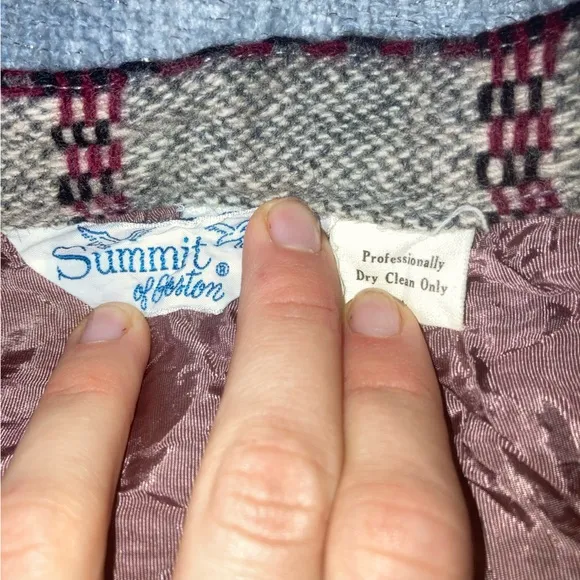 Summit®
of Boston
Professionally
Dry Clean Only